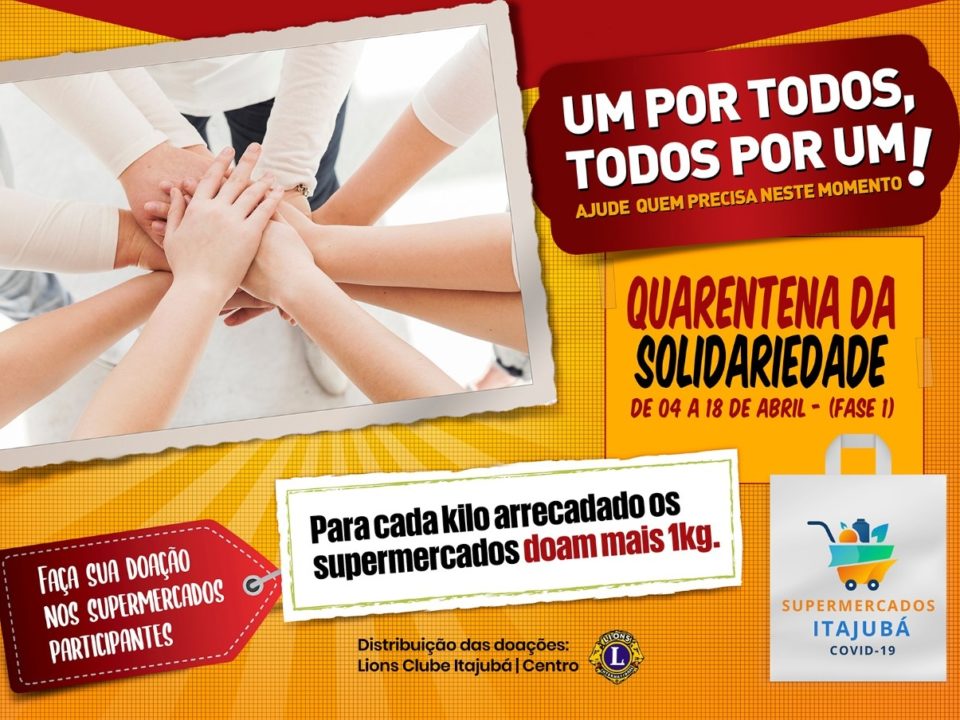 UM POR TODOS,
TODOS POR UM!
AJUDE QUEM PRECISA NESTE MOMENTO
QUARENTENA DA
SOLIDARIEDADE
DE 04 A 18 DE ABRIL - (FASE 1)
Para cada kilo arrecadado os
supermercados doam mais 1kg.
FAÇA SUA DOAÇÃO
NOS SUPERMERCADOS
PARTICIPANTES
SUPERMERCADOS
ITAJUBÁ
COVID-19
Distribuição das doações:
Lions Clube Itajubá | Centro
LIONS
L
INTERNATIONAL